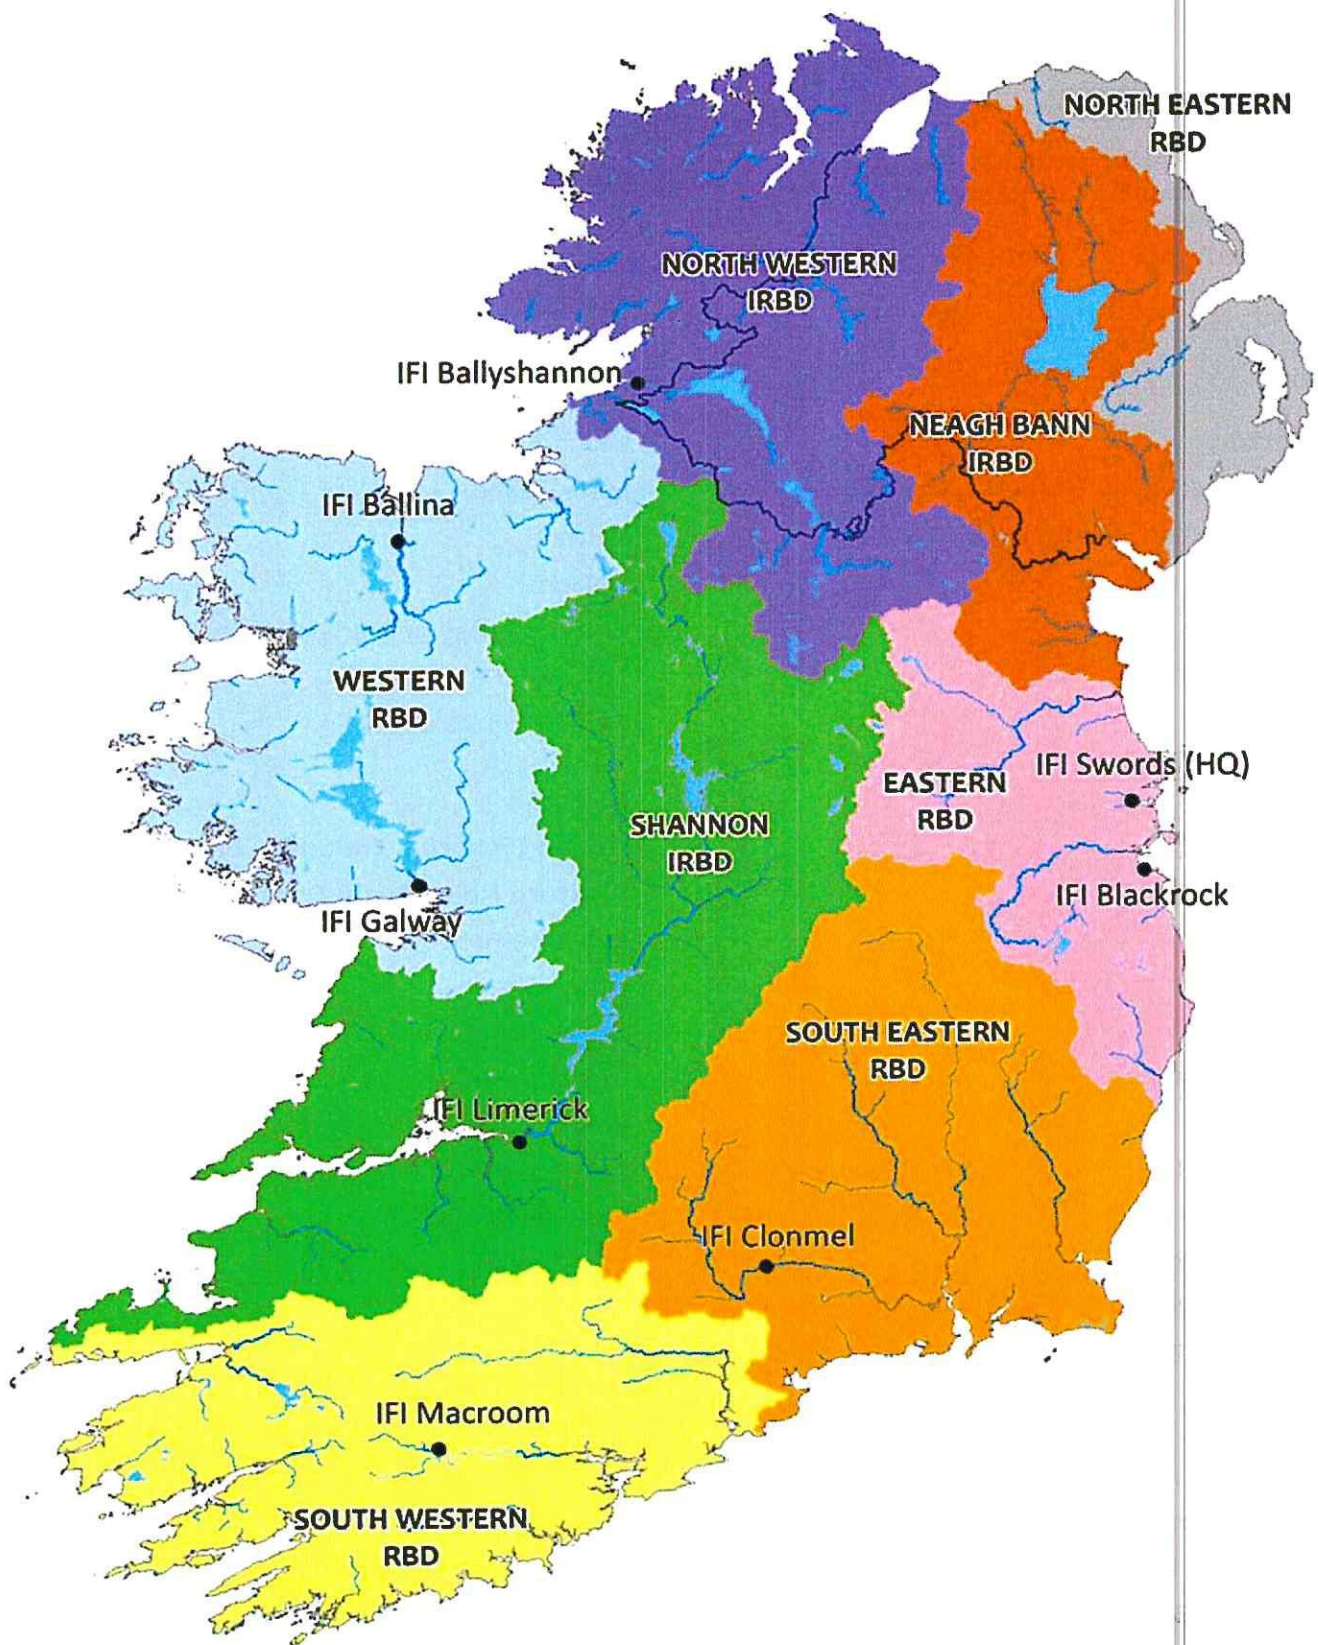 NORTH EASTERN
RBD
NORTH WESTERN
IRBD
IFI Ballyshannon
NEAGH BANN
IRBD
IFI Ballina
WESTERN
RBD
IFI Swords (HQ)
EASTERN
RBD
SHANNON
IRBD
IFI Blackrock
IFI Galway
SOUTH EASTERN
RBD
IFI Limerick
IFI Clonmel
IFI Macroom
SOUTH WESTERN
RBD